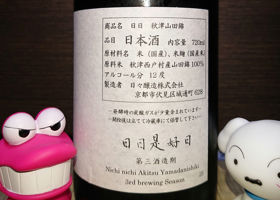 商品名 日日 秋津山田錦
品目 日本酒 内容量 720ml
原材料名 米（国産）、米麹（国産米）
原料米 秋津西戸村産山田錦100%
アルコール分 12度
製造者 日々醸造株式会社
京都市伏見区城通町 628
日日是好日
第三酒造期
Nichi nichi Akitsu Yamadanishiki
3rd brewing Season